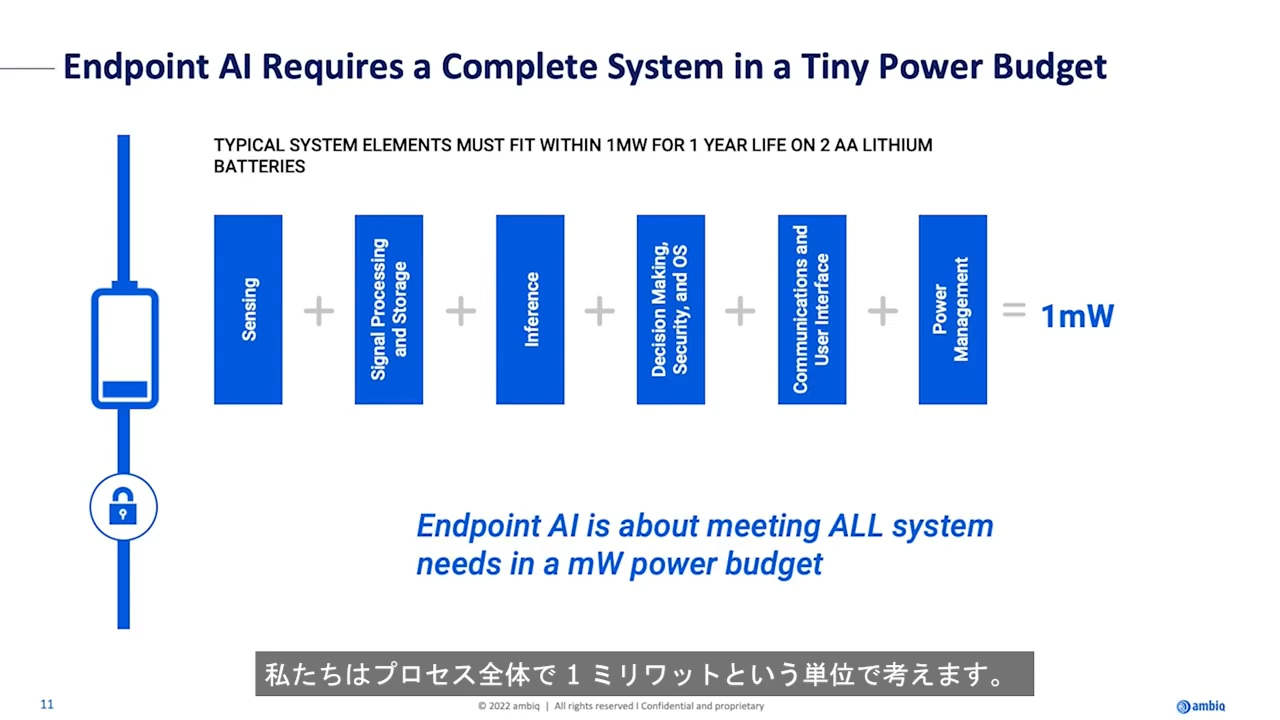 Endpoint AI Requires a Complete System in a Tiny Power Budget
TYPICAL SYSTEM ELEMENTS MUST FIT WITHIN 1MW FOR 1 YEAR LIFE ON 2 AA LITHIUM
BATTERIES
Sensing
+
Signal Processing
and Storage
+
Inference
+
Decision Making,
Security, and OS
+
Communications and
User Interface
+
Power
Management
= 1mW
Endpoint AI is about meeting ALL system
needs in a mW power budget
私たちはプロセス全体で 1 ミリワットという単位で考えます。
11
© 2022 ambiq | All rights reserved I Confidential and proprietary
ambiq